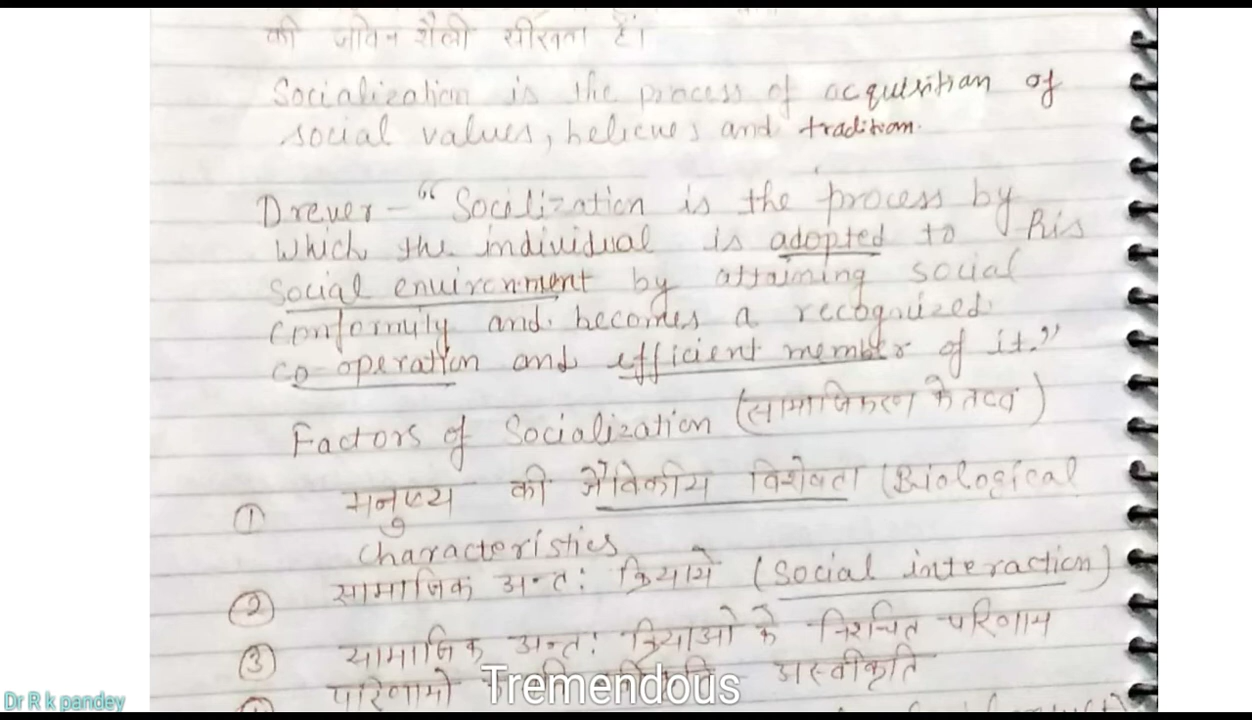 की जीवन शैली सीखता है।
Socialization is the process of acquisition of
social values, believes and tradition.
Drever - "Socilization is the process by
which the individual is adopted to his
social environment by attaining social
conformity and becomes a recognized
co-operation and efficient member of it."
Factors of Socialization (सामाजिकरण के तत्व)
① मनुष्य की जैविकीय विशेषता (Biological
characteristics
② सामाजिक अन्त: क्रियायें (Social interaction)
③ सामाजिक अन्त: क्रियाओं के निश्चित परिणाम
परिणामो अस्वीकृति
Tremendous
Dr R k pandey